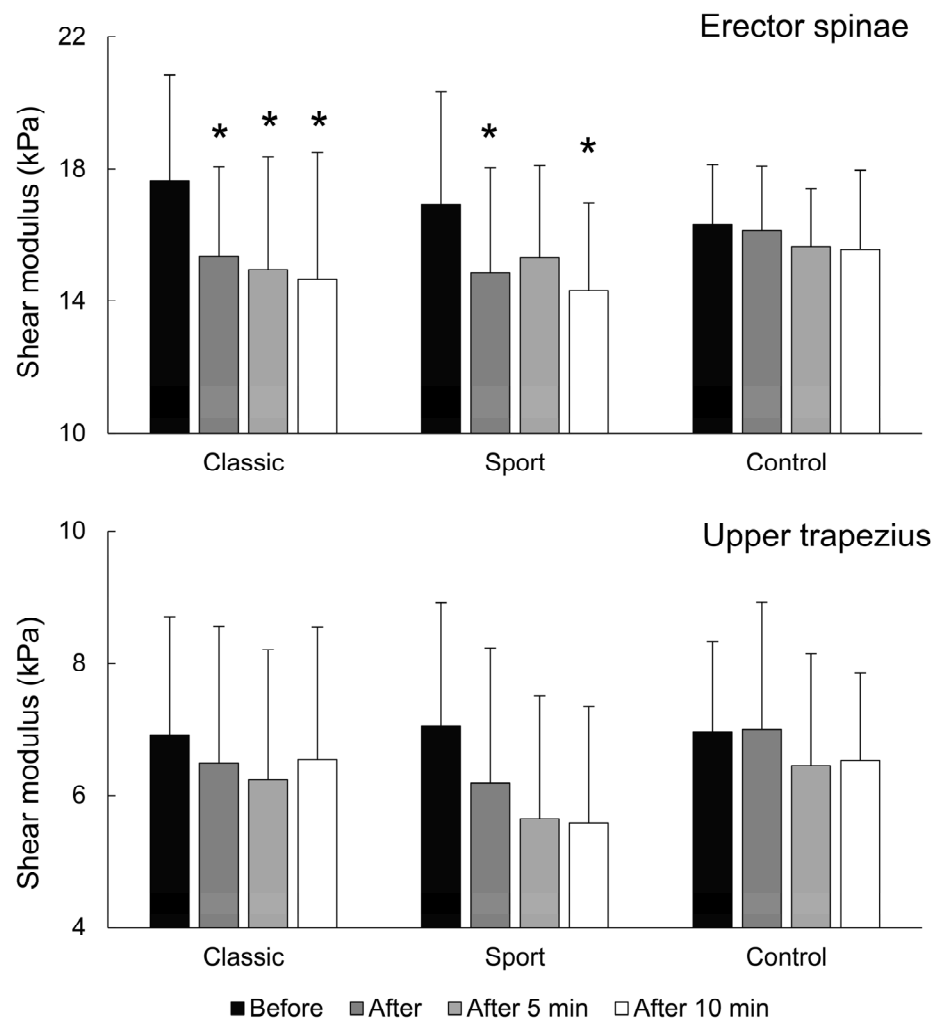 Erector spinae
Shear modulus (kPa)
22
18
14
10
* * * * *
Classic Sport Control
Upper trapezius
Shear modulus (kPa)
10
8
6
4
Classic Sport Control
Before After After 5 min After 10 min